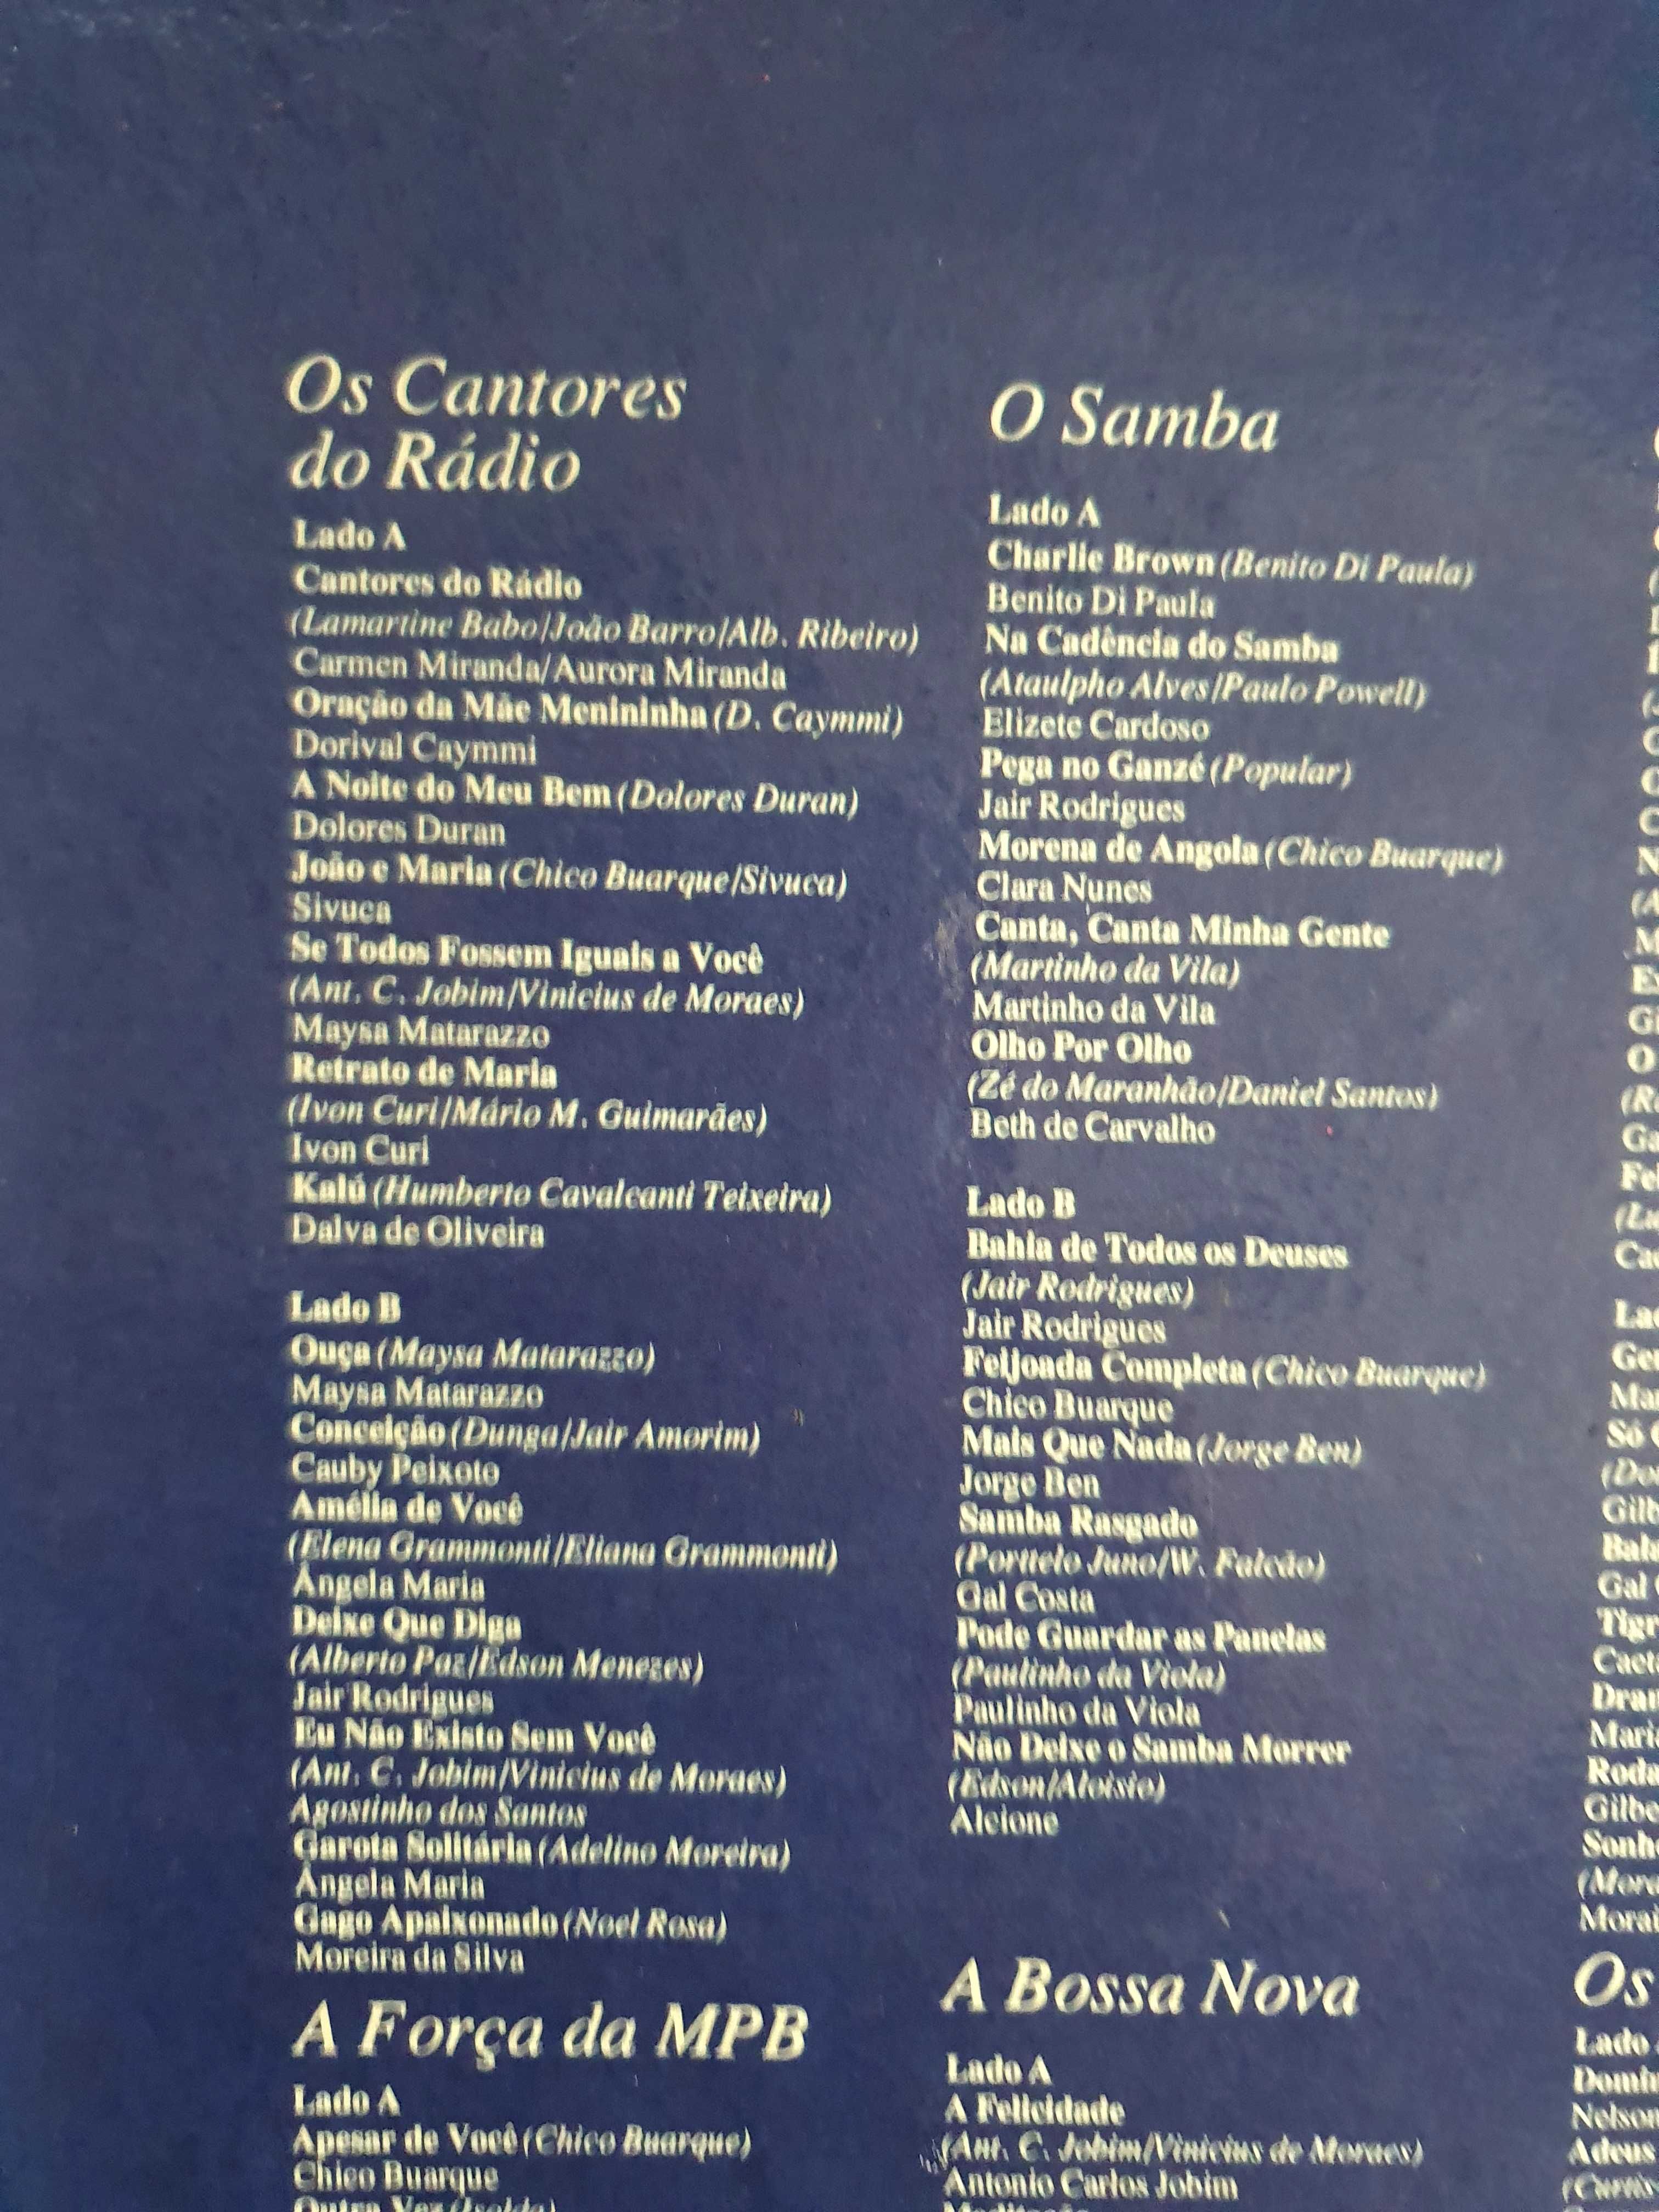 Os Cantores
do Rádio
Lado A
Cantores do Rádio
(Lamartine Babo/João Barro/Alb. Ribeiro)
Carmen Miranda/Aurora Miranda
Oração da Mãe Menininha (D. Caymmi)
Dorival Caymmi
A Noite do Meu Bem (Dolores Duran)
Dolores Duran
João e Maria (Chico Buarque/Sivuca)
Sivuca
Se Todos Fossem Iguais a Você
(Ant. C. Jobim/Vinicius de Moraes)
Maysa Matarazzo
Retrato de Maria
(Ivon Curi/Mário M. Guimarães)
Ivon Curi
Kalú (Humberto Cavalcanti Teixeira)
Dalva de Oliveira
Lado B
Ouça (Maysa Matarazzo)
Maysa Matarazzo
Conceição (Dunga/Jair Amorim)
Cauby Peixoto
Amélia de Você
(Elena Grammonti/Eliana Grammonti)
Ângela Maria
Deixe Que Diga
(Alberto Paz/Edson Menezes)
Jair Rodrigues
Eu Não Existo Sem Você
(Ant. C. Jobim/Vinicius de Moraes)
Agostinho dos Santos
Garota Solitária (Adelino Moreira)
Ângela Maria
Gago Apaixonado (Noel Rosa)
Moreira da Silva
A Força da MPB
Lado A
Apesar de Você (Chico Buarque)
Chico Buarque
Outra Vez (Isolda)
O Samba
Lado A
Charlie Brown (Benito Di Paula)
Benito Di Paula
Na Cadência do Samba
(Ataulpho Alves/Paulo Powell)
Elizete Cardoso
Pega no Ganzé (Popular)
Jair Rodrigues
Morena de Angola (Chico Buarque)
Clara Nunes
Canta, Canta Minha Gente
(Martinho da Vila)
Martinho da Vila
Olho Por Olho
(Zé do Maranhão/Daniel Santos)
Beth de Carvalho
Lado B
Bahia de Todos os Deuses
(Jair Rodrigues)
Jair Rodrigues
Feijoada Completa (Chico Buarque)
Chico Buarque
Mais Que Nada (Jorge Ben)
Jorge Ben
Samba Rasgado
(Porttelo Juno/W. Falcão)
Gal Costa
Pode Guardar as Panelas
(Paulinho da Viola)
Paulinho da Viola
Não Deixe o Samba Morrer
(Edson/Aloisio)
Alcione
A Bossa Nova
Lado A
A Felicidade
(Ant. C. Jobim/Vinicius de Moraes)
Antonio Carlos Jobim
Os
Lado